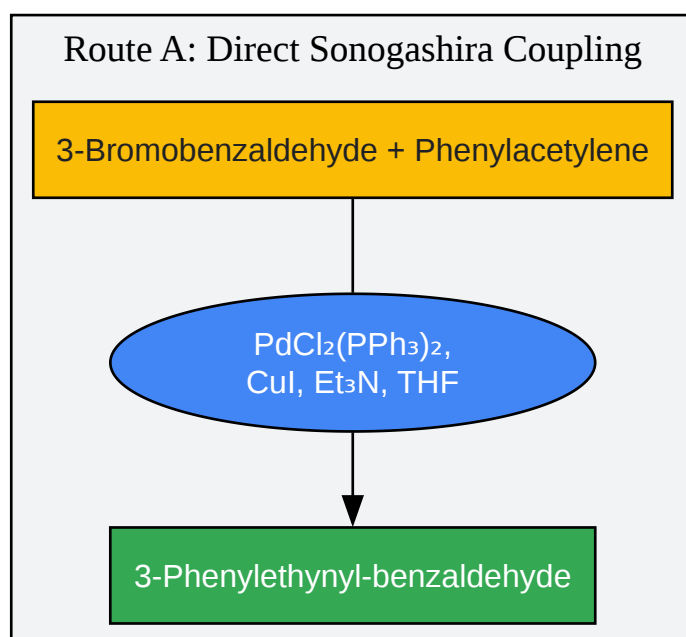 Route A: Direct Sonogashira Coupling
3-Bromobenzaldehyde + Phenylacetylene
PdCl₂(PPh₃)₂,
CuI, Et₃N, THF
3-Phenylethynyl-benzaldehyde